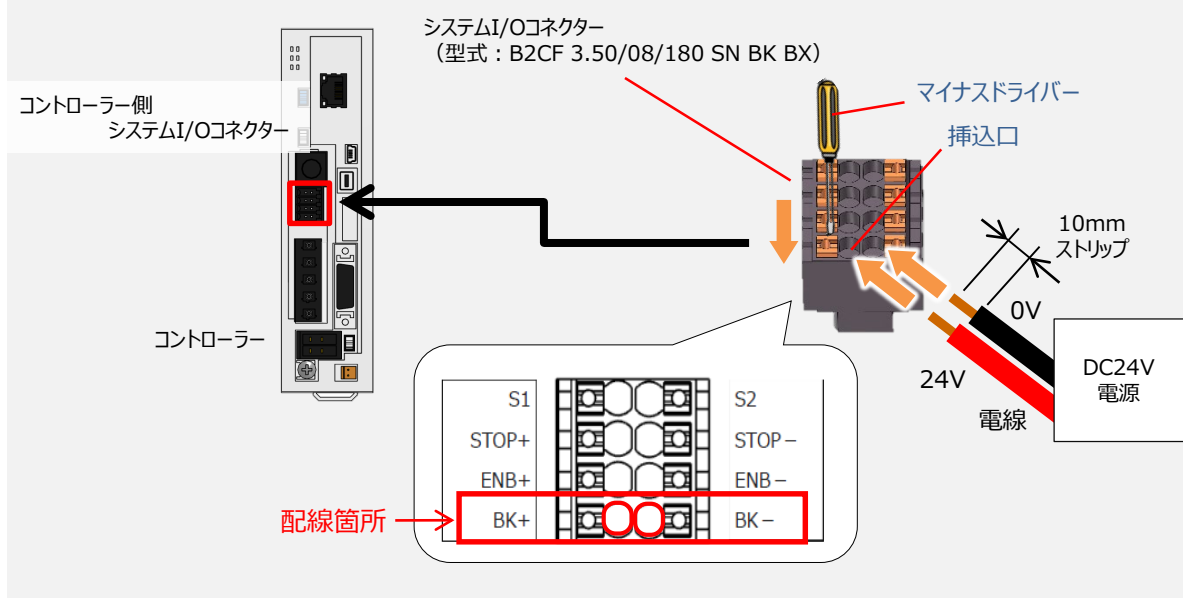 システムI/Oコネクター
（型式：B2CF 3.50/08/180 SN BK BX）
コントローラー側
システムI/Oコネクター
マイナスドライバー
挿込口
10mm
ストリップ
0V
24V
電線
DC24V
電源
コントローラー
S1
S2
STOP+
STOP−
ENB+
ENB−
配線箇所
BK+
BK−